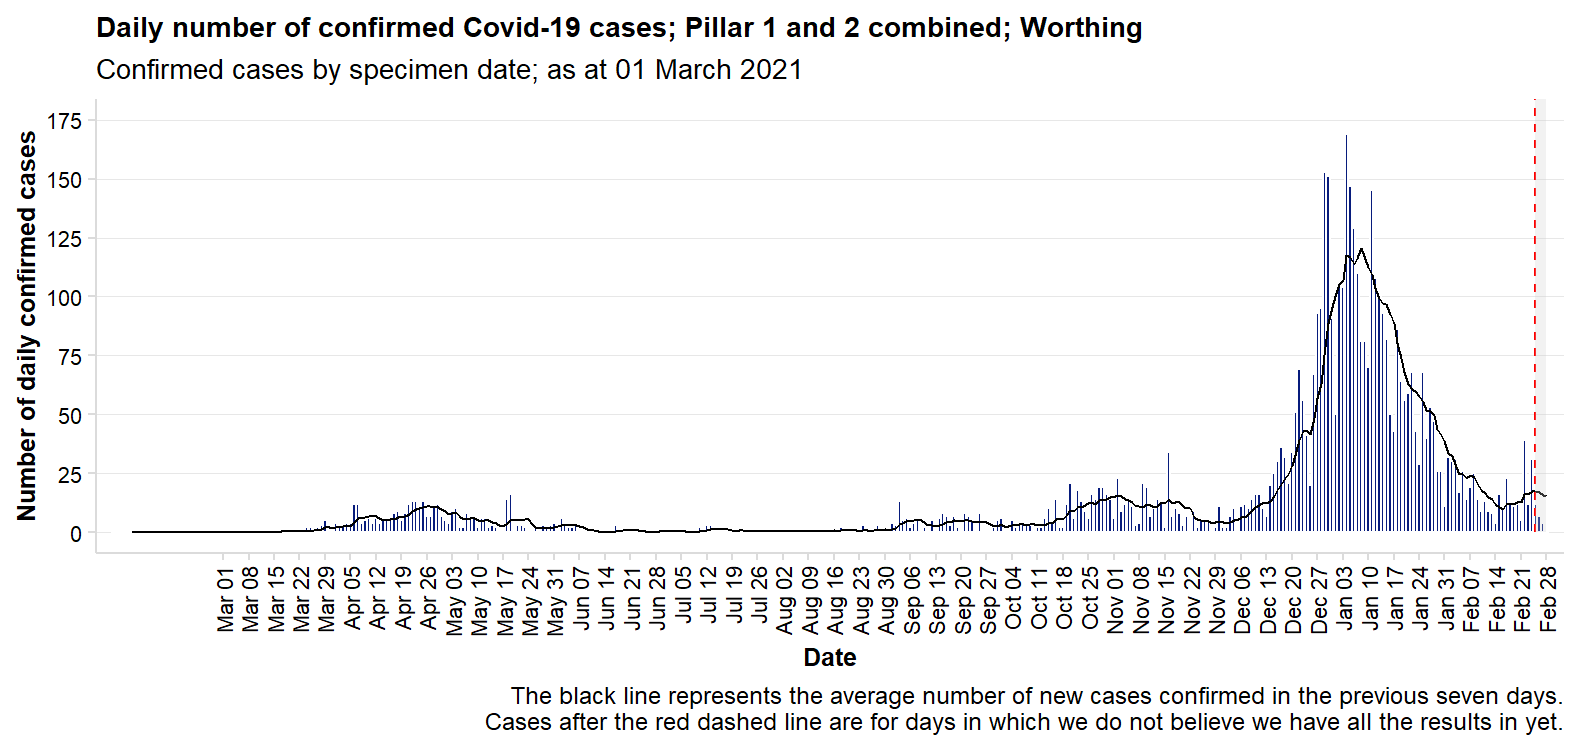 Daily number of confirmed Covid-19 cases; Pillar 1 and 2 combined; Worthing
Confirmed cases by specimen date; as at 01 March 2021
Number of daily confirmed cases
175
150
125
100
75
50
25
0
Mar 01
Mar 08
Mar 15
Mar 22
Mar 29
Apr 05
Apr 12
Apr 19
Apr 26
May 03
May 10
May 17
May 24
May 31
Jun 07
Jun 14
Jun 21
Jun 28
Jul 05
Jul 12
Jul 19
Jul 26
Aug 02
Aug 09
Aug 16
Aug 23
Aug 30
Sep 06
Sep 13
Sep 20
Sep 27
Oct 04
Oct 11
Oct 18
Oct 25
Nov 01
Nov 08
Nov 15
Nov 22
Nov 29
Dec 06
Dec 13
Dec 20
Dec 27
Jan 03
Jan 10
Jan 17
Jan 24
Jan 31
Feb 07
Feb 14
Feb 21
Feb 28
Date
The black line represents the average number of new cases confirmed in the previous seven days.
Cases after the red dashed line are for days in which we do not believe we have all the results in yet.